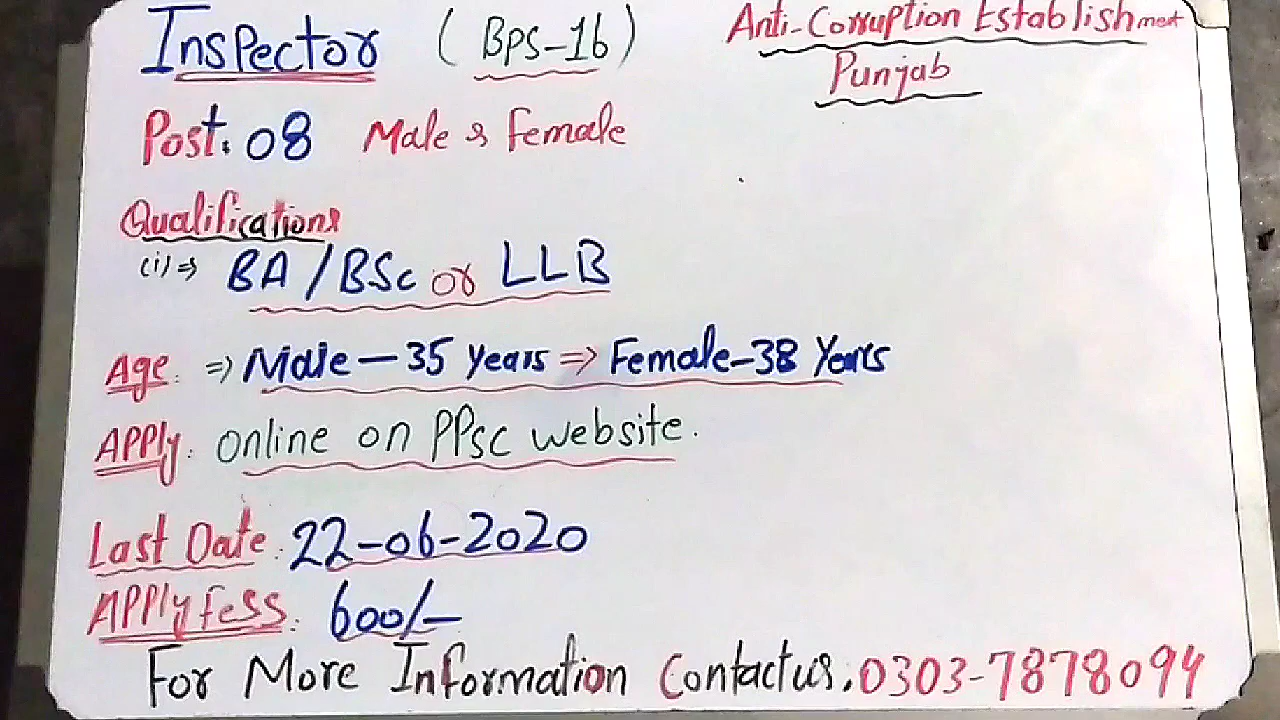 Inspector (BPS-16)
Anti-Corruption Establishment
Punjab
Post: 08 Male & Female
Qualifications
(i) ⇒ BA/BSc or LLB
Age: ⇒ Male – 35 years ⇒ Female – 38 Years
APPly: online on PPSC website.
Last Date: 22-06-2020
APPly Fess: 600/-
For More Information Contact us: 0303-7878094